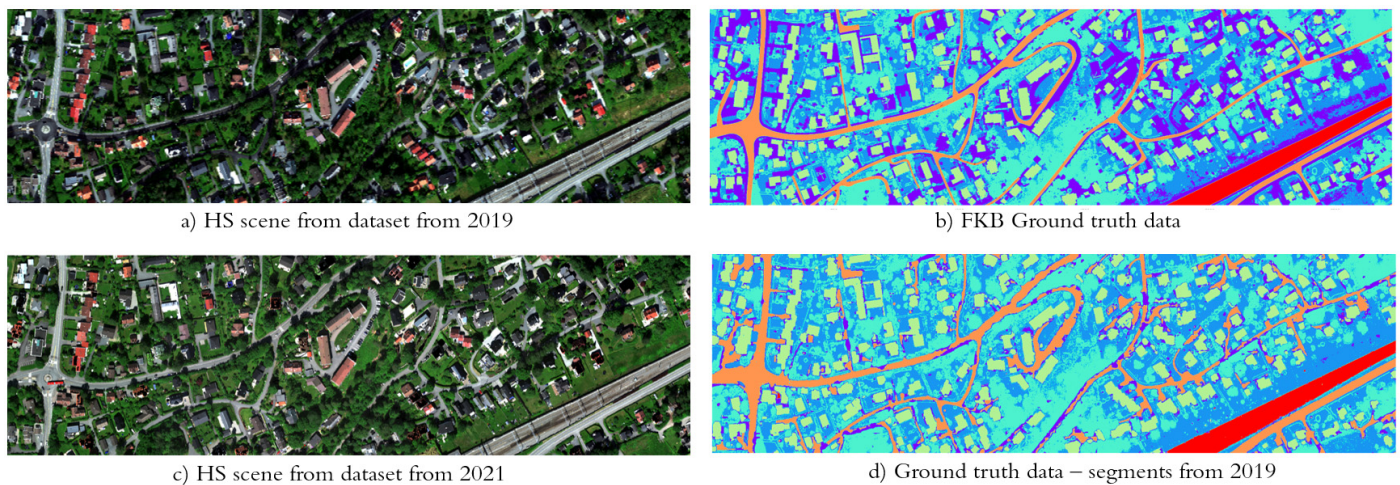 a) HS scene from dataset from 2019
b) FKB Ground truth data
c) HS scene from dataset from 2021
d) Ground truth data – segments from 2019